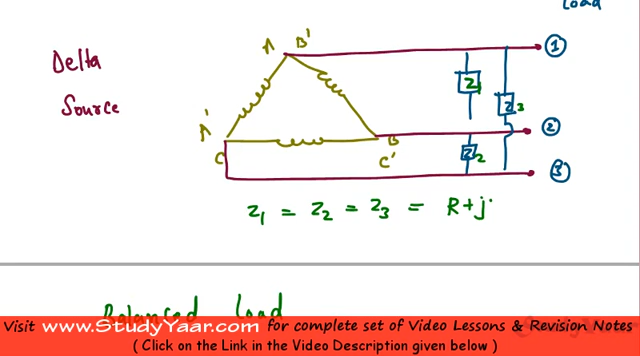 Load
A B'
①
Delta
Z1
Z3
Source
A'
②
B
C
C'
Z2
③
Z1 = Z2 = Z3 = R+j
Balanced load
Visit www.StudyYaar.com for complete set of Video Lessons & Revision Notes
( Click on the Link in the Video Description given below )